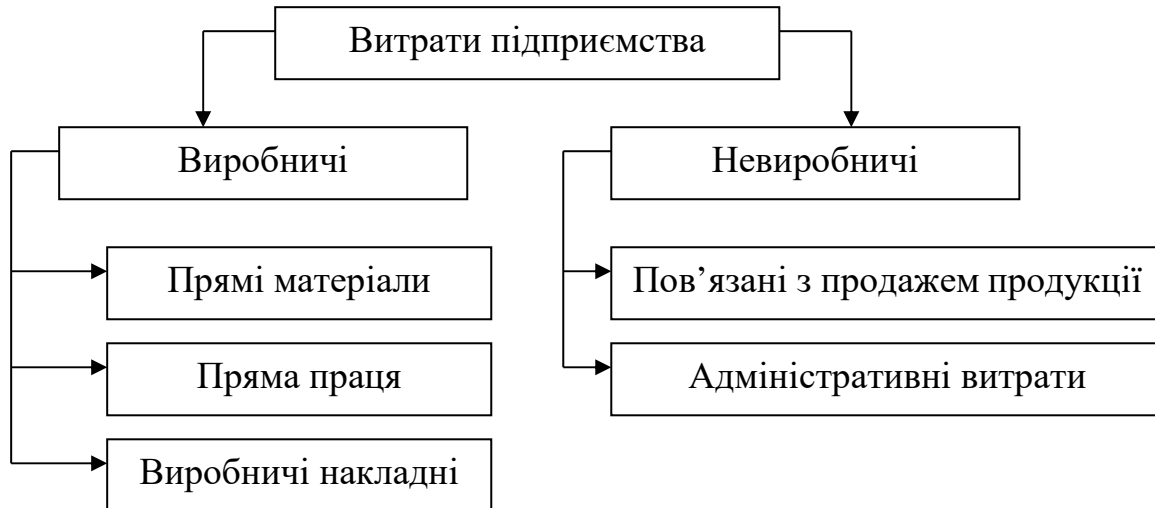 Витрати підприємства
Виробничі
Невиробничі
Прямі матеріали
Пов’язані з продажем продукції
Пряма праця
Адміністративні витрати
Виробничі накладні